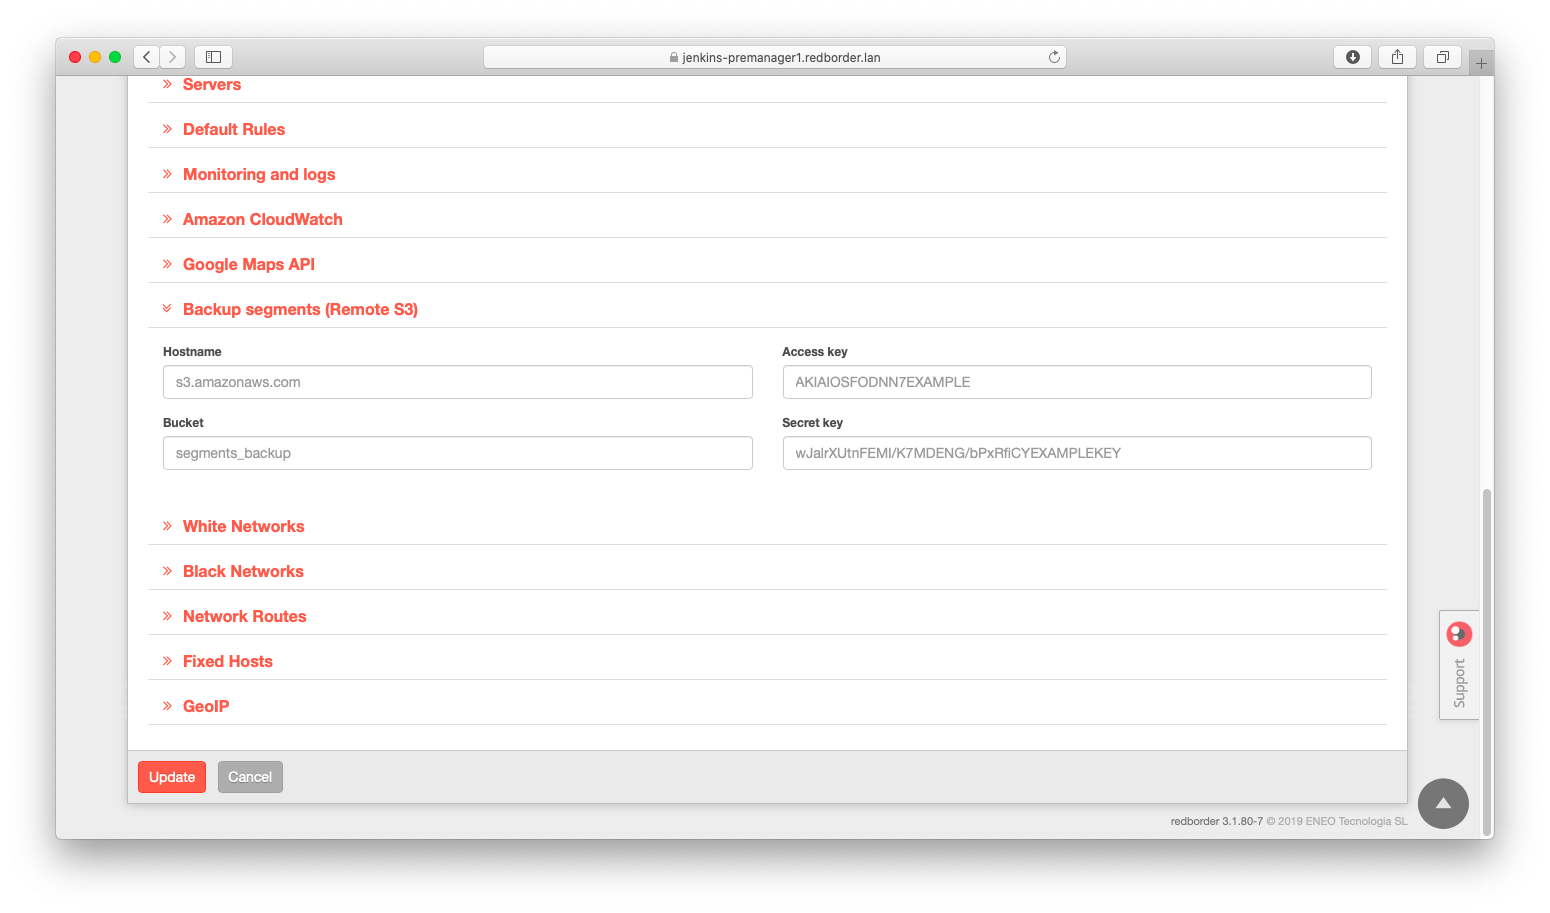 jenkins-premanager1.redborder.lan
Servers
Default Rules
Monitoring and logs
Amazon CloudWatch
Google Maps API
Backup segments (Remote S3)
Hostname
Access key
s3.amazonaws.com
AKIAIOSFODNN7EXAMPLE
Bucket
Secret key
segments_backup
wJalrXUtnFEMI/K7MDENG/bPxRfiCYEXAMPLEKEY
White Networks
Black Networks
Network Routes
Fixed Hosts
GeoIP
Support
Update
Cancel
redborder 3.1.80-7 © 2019 ENEO Tecnologia SL